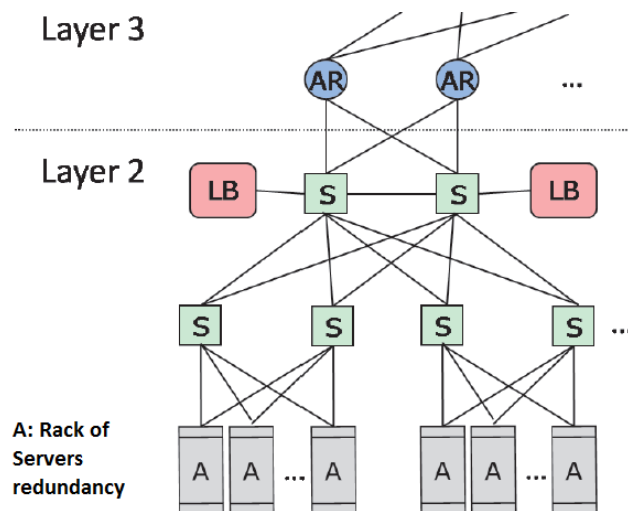 Layer 3
AR AR ...
Layer 2
LB S S LB
S S S S ...
A: Rack of
Servers
redundancy
A A ... A A A ... A